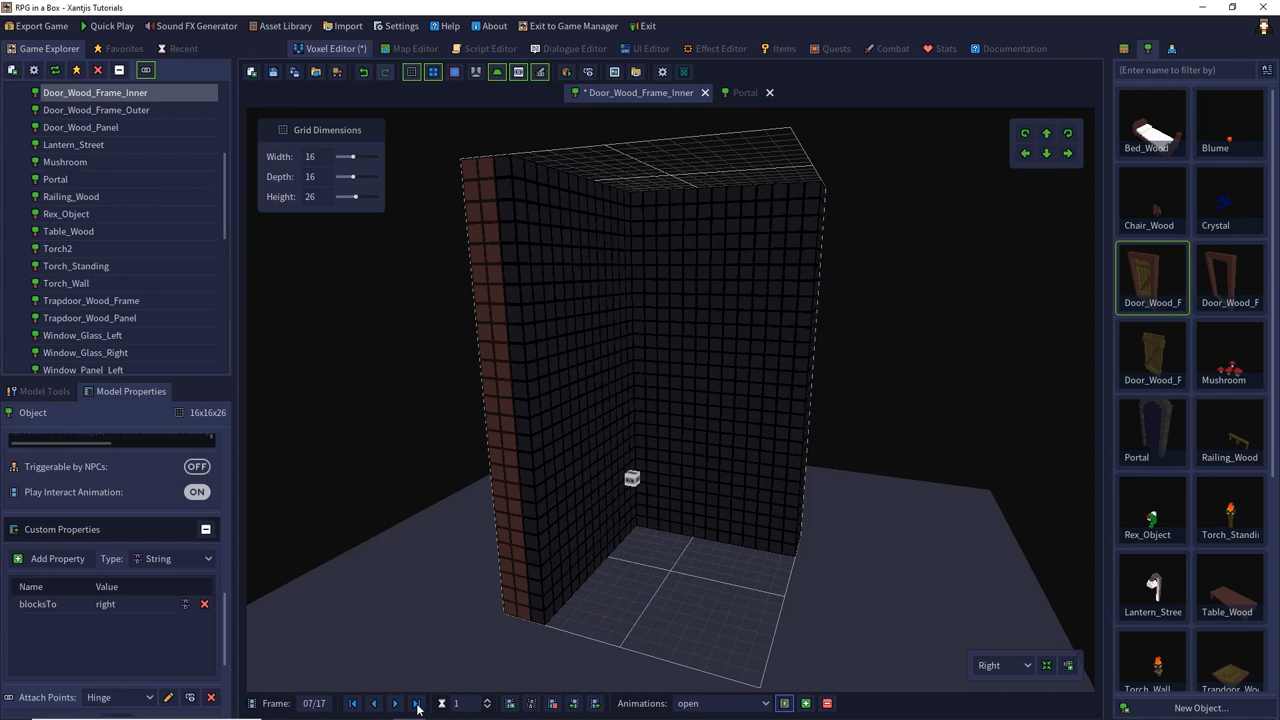 RPG in a Box - Xantjis Tutorials
Export Game Quick Play Sound FX Generator Asset Library Import Settings Help About Exit to Game Manager Exit
Game Explorer Favorites Recent Voxel Editor (*) Map Editor Script Editor Dialogue Editor UI Editor Effect Editor Items Quests Combat Stats Documentation
(Enter name to filter by)
* Door_Wood_Frame_Inner Portal
Door_Wood_Frame_Inner
Door_Wood_Frame_Outer
Door_Wood_Panel
Lantern_Street
Mushroom
Portal
Railing_Wood
Rex_Object
Table_Wood
Torch2
Torch_Standing
Torch_Wall
Trapdoor_Wood_Frame
Trapdoor_Wood_Panel
Window_Glass_Left
Window_Glass_Right
Window_Panel_Left
Model Tools Model Properties
Object 16x16x26
Triggerable by NPCs: OFF
Play Interact Animation: ON
Custom Properties
Add Property Type: String
Name Value
blocksTo right
Attach Points: Hinge
Grid Dimensions
Width: 16
Depth: 16
Height: 26
Right
Frame: 07/17 1 Animations: open
Bed_Wood Blume
Chair_Wood Crystal
Door_Wood_F Door_Wood_F
Door_Wood_F Mushroom
Portal Railing_Wood
Rex_Object Torch_Standi
Lantern_Stree Table_Wood
Torch_Wall Trapdoor_Woo
New Object...